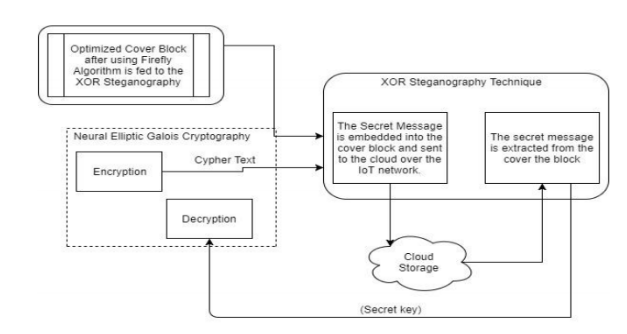 Optimized Cover Block
after using Firefly
Algorithm is fed to the
XOR Steganography
XOR Steganography Technique
Neural Elliptic Galois Cryptography
The Secret Message
is embedded into the
cover block and sent
to the cloud over the
IoT network.
The secret message
is extracted from the
cover the block
Cypher Text
Encryption
Decryption
Cloud
Storage
(Secret key)